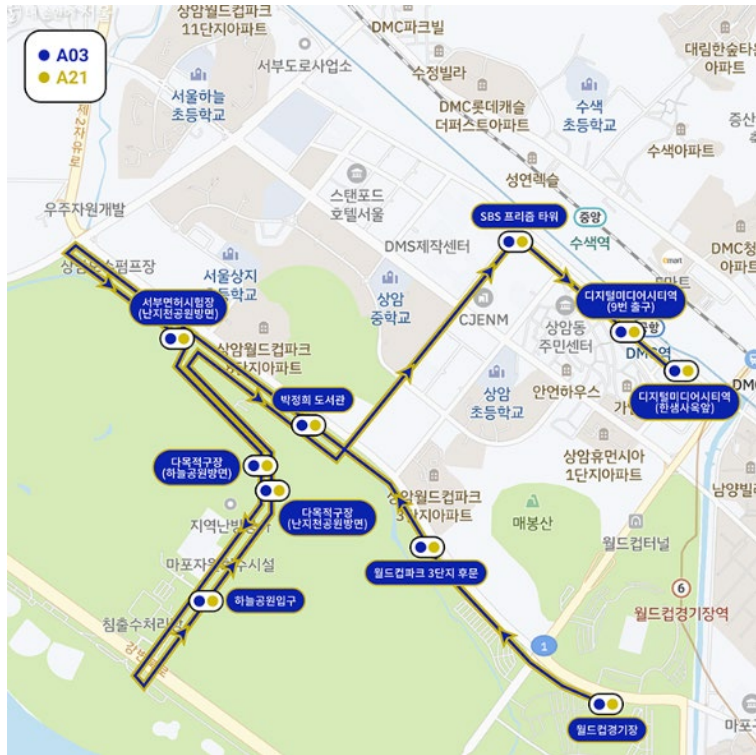 A03
A21
상암월드컵파크
11단지아파트
서부도로사업소
DMC파크빌
수정빌라
대림한숲타운
아파트
서울하늘
초등학교
DMC롯데캐슬
더퍼스트아파트
수색
초등학교
수색아파트
제2자유로
성연렉스
스탠포드
호텔서울
우주자원개발
SBS 프리즘 타워
중앙
수색역
DMS제작센터
서울상지
초등학교
상암
중학교
CJENM
서부면허시험장
(난지천공원방면)
디지털미디어시티역
(9번 출구)
상암동
주민센터
DMC역
상암월드컵파크
박정희 도서관
상암
초등학교
안언하우스
디지털미디어시티역
(한샘사옥앞)
상암휴먼시아
1단지아파트
다목적구장
(하늘공원방면)
다목적구장
(난지천공원방면)
상암월드컵파크
3단지아파트
매봉산
월드컵터널
월드컵파크 3단지 후문
하늘공원입구
6
월드컵경기장역
1
월드컵경기장